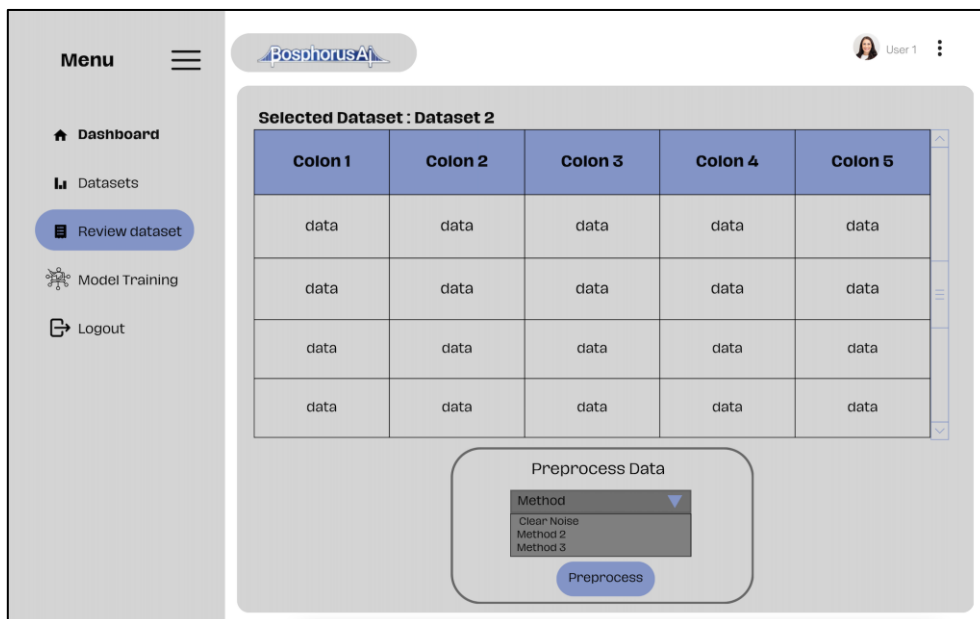 Menu
BosphorusAi
User 1
Dashboard
Datasets
Review dataset
Model Training
Logout
Selected Dataset : Dataset 2
Colon 1 Colon 2 Colon 3 Colon 4 Colon 5
data data data data data
data data data data data
data data data data data
data data data data data
Preprocess Data
Method
Clear Noise
Method 2
Method 3
Preprocess